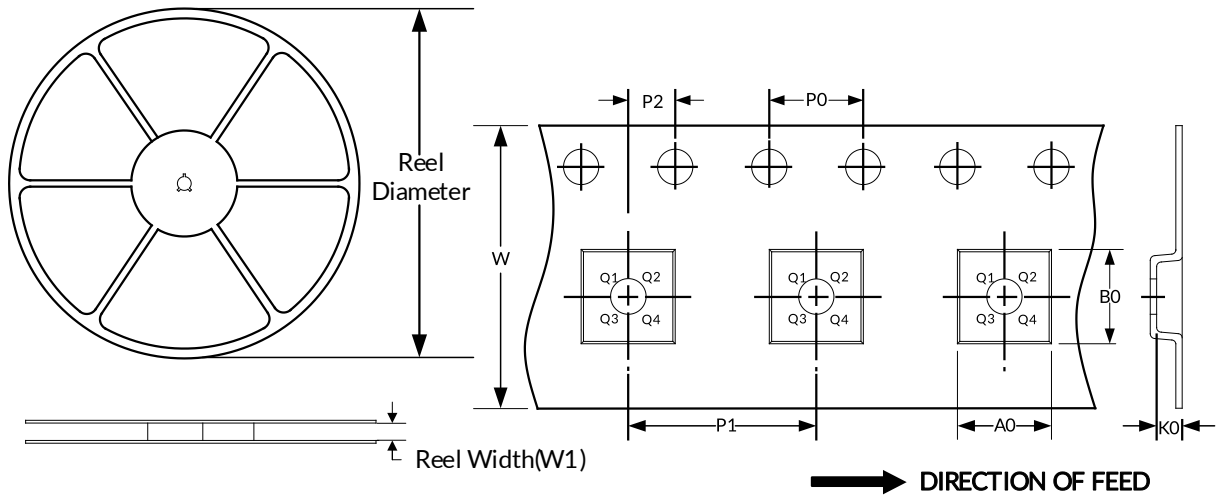 Reel
Diameter
Reel Width(W1)
P2
P0
W
Q1 Q2
Q3 Q4
Q1 Q2
Q3 Q4
Q1 Q2
Q3 Q4
B0
P1
A0
K0
DIRECTION OF FEED